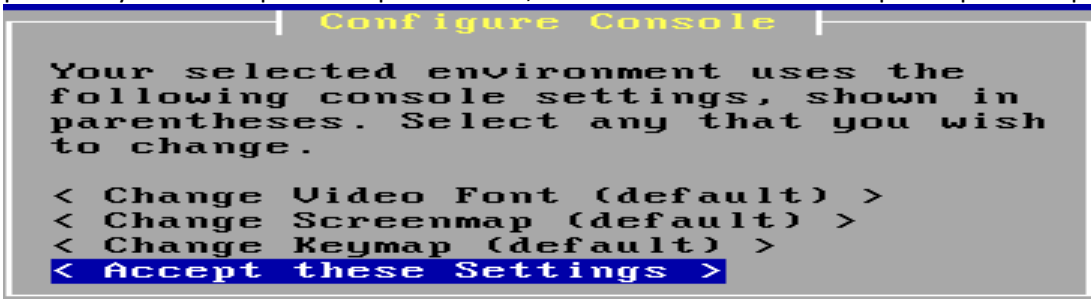 Configure Console
Your selected environment uses the
following console settings, shown in
parentheses. Select any that you wish
to change.
< Change Video Font (default) >
< Change Screenmap (default) >
< Change Keymap (default) >
< Accept these Settings >